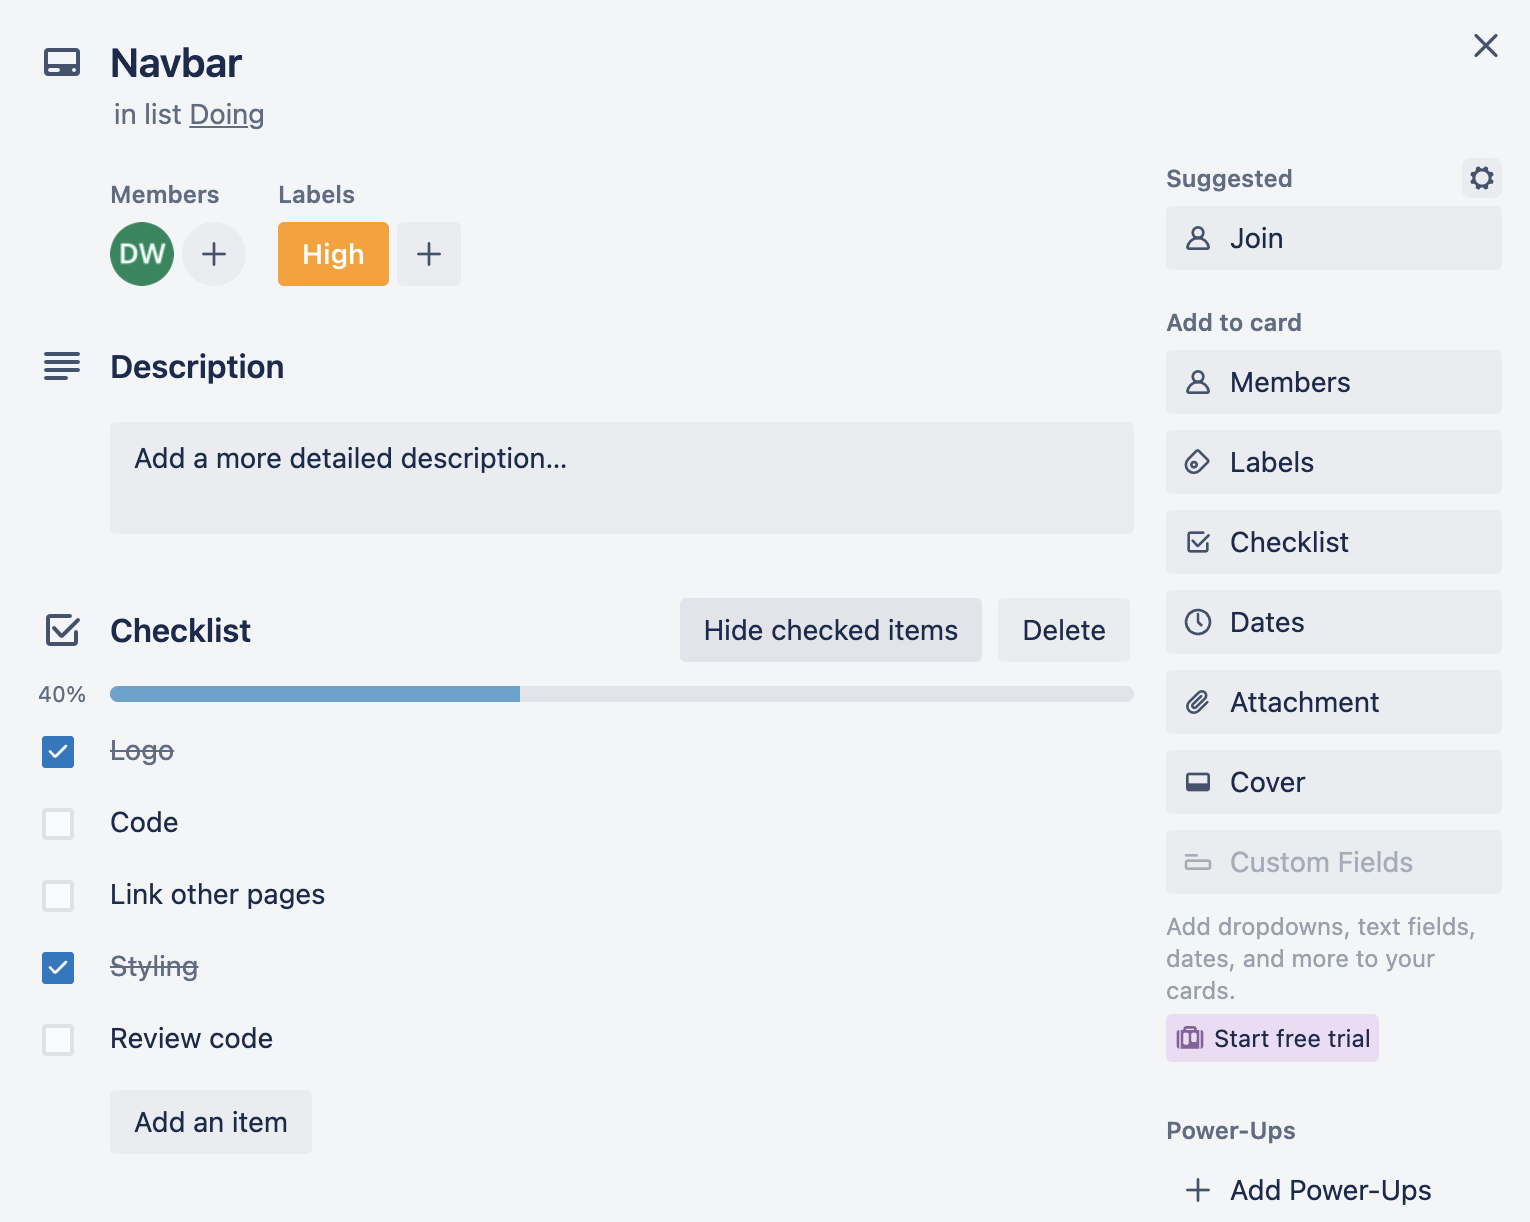 Navbar
in list Doing
Members
Labels
DW
High
Description
Add a more detailed description...
Checklist
Hide checked items
Delete
40%
Logo
Code
Link other pages
Styling
Review code
Add an item
Suggested
Join
Add to card
Members
Labels
Checklist
Dates
Attachment
Cover
Custom Fields
Add dropdowns, text fields,
dates, and more to your
cards.
Start free trial
Power-Ups
Add Power-Ups